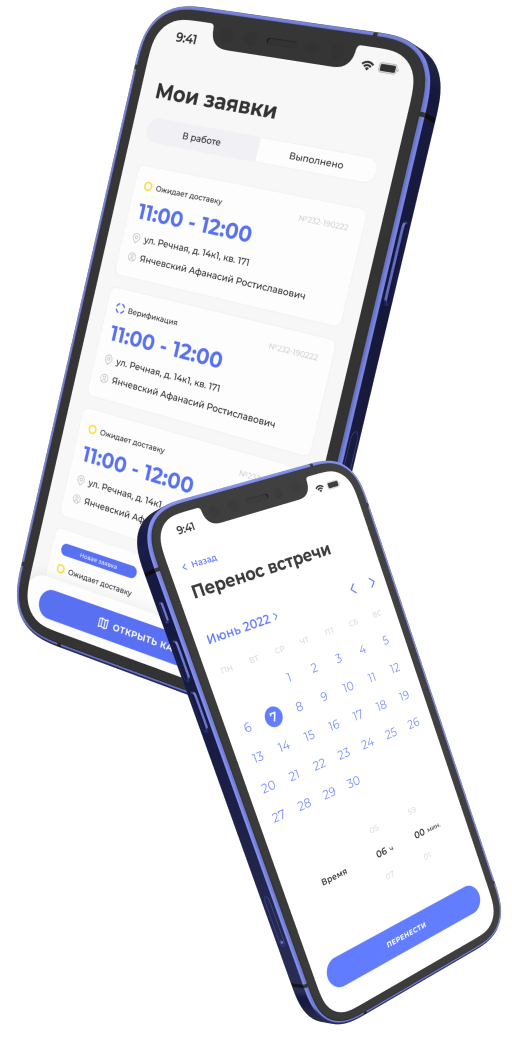 9:41
Мои заявки
В работе
Выполнено
Ожидает доставку
№232-190222
11:00 - 12:00
ул. Речная, д. 14к1, кв. 171
Янчевский Афанасий Ростиславович
Верификация
№232-190222
11:00 - 12:00
ул. Речная, д. 14к1, кв. 171
Янчевский Афанасий Ростиславович
Ожидает доставку
11:00 - 12:00
ул. Речная, д. 14к1
Янчевский
Новая заявка
Ожидает доставку
ОТКРЫТЬ КА
9:41
Назад
Перенос встречи
Июнь 2022
ПН ВТ СР ЧТ ПТ СБ ВС
1 2 3 4 5
6 7 8 9 10 11 12
13 14 15 16 17 18 19
20 21 22 23 24 25 26
27 28 29 30
05 59
Время 06 ч 00 мин.
07 01
ПЕРЕНЕСТИ